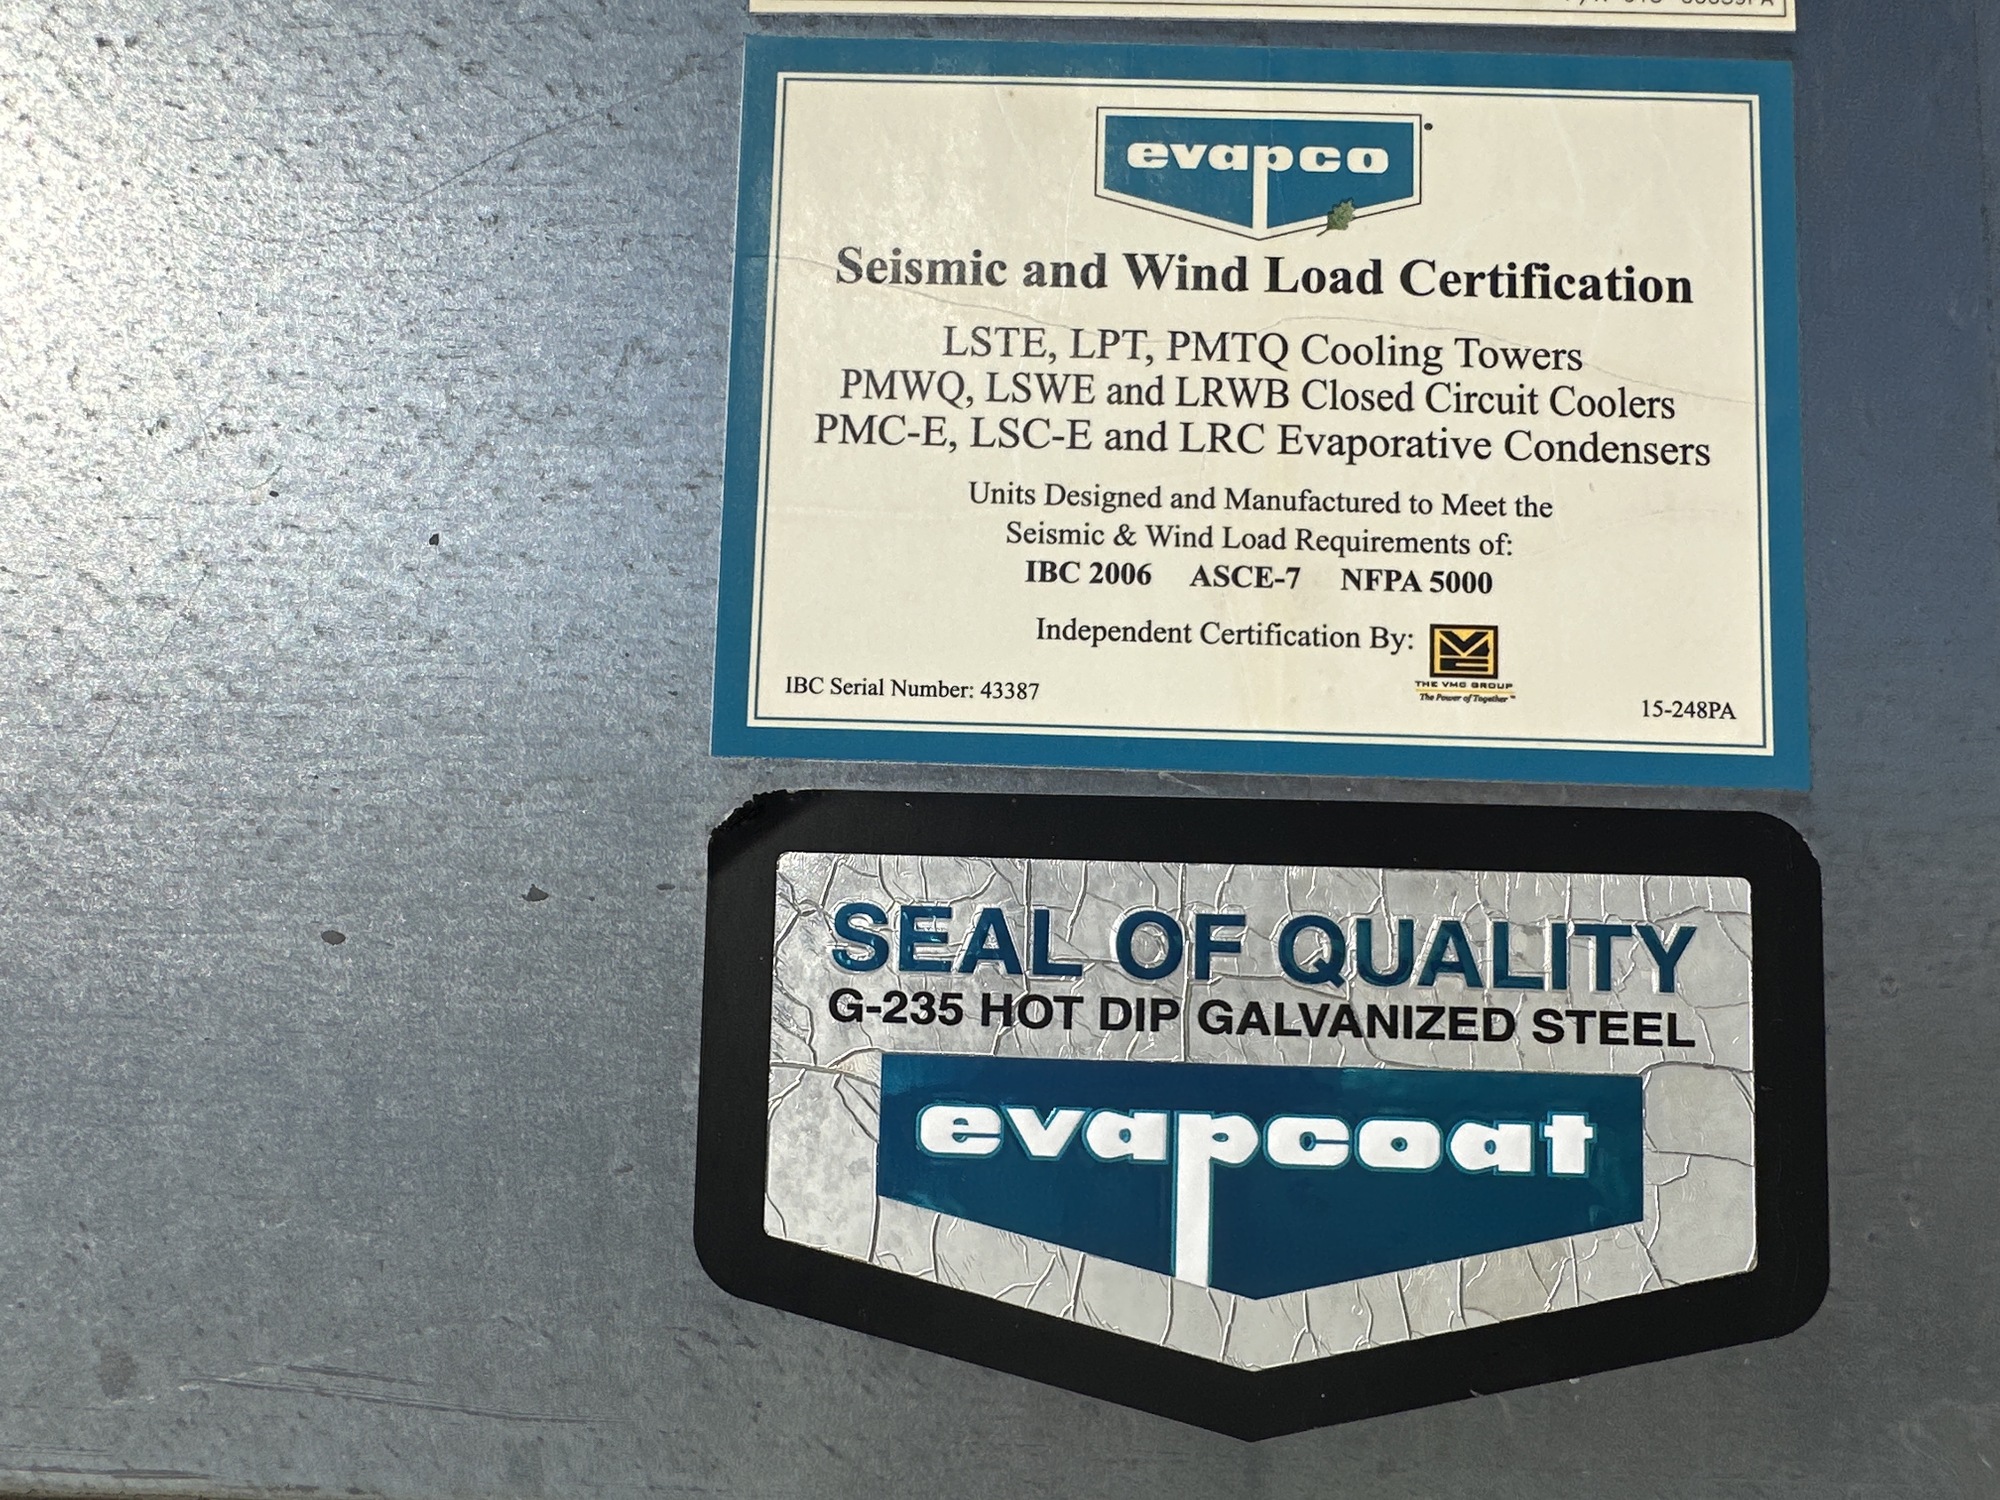 evapco
Seismic and Wind Load Certification
LSTE, LPT, PMTQ Cooling Towers
PMWQ, LSWE and LRWB Closed Circuit Coolers
PMC-E, LSC-E and LRC Evaporative Condensers
Units Designed and Manufactured to Meet the
Seismic & Wind Load Requirements of:
IBC 2006 ASCE-7 NFPA 5000
Independent Certification By:
THE VMC GROUP
The Power of Together™
IBC Serial Number: 43387
15-248PA
SEAL OF QUALITY
G-235 HOT DIP GALVANIZED STEEL
evapcoat